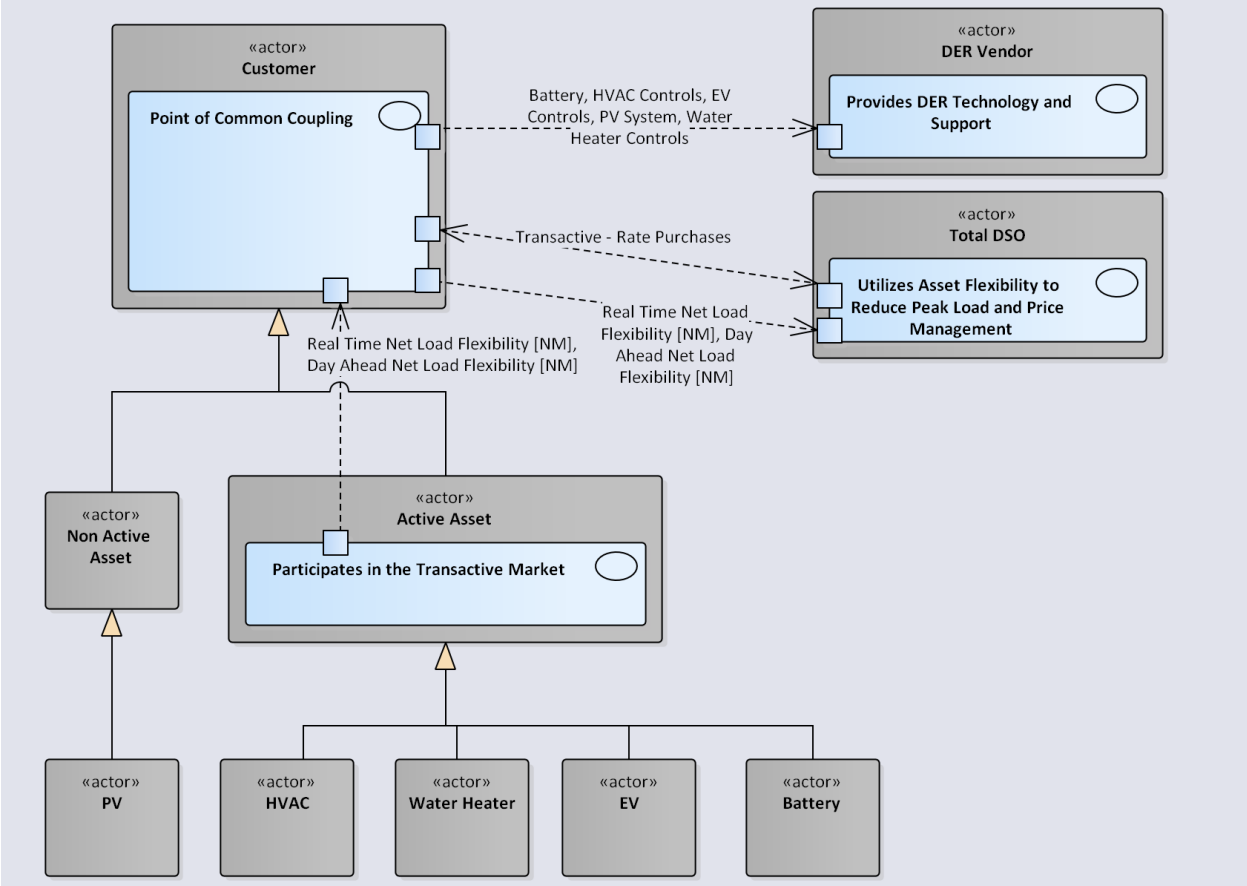 «actor»
Customer
Point of Common Coupling
Battery, HVAC Controls, EV
Controls, PV System, Water
Heater Controls
«actor»
DER Vendor
Provides DER Technology and
Support
Transactive - Rate Purchases
«actor»
Total DSO
Utilizes Asset Flexibility to
Reduce Peak Load and Price
Management
Real Time Net Load Flexibility [NM],
Day Ahead Net Load Flexibility [NM]
Real Time Net Load
Flexibility [NM], Day
Ahead Net Load
Flexibility [NM]
«actor»
Non Active
Asset
«actor»
Active Asset
Participates in the Transactive Market
«actor»
PV
«actor»
HVAC
«actor»
Water Heater
«actor»
EV
«actor»
Battery